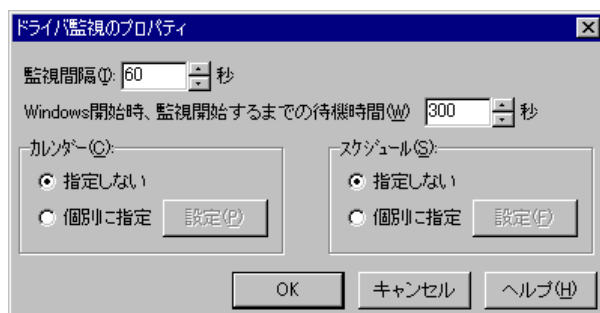 ドライバ監視のプロパティ
監視間隔(I): 60 秒
Windows開始時、監視開始するまでの待機時間(W) 300 秒
カレンダー(C): スケジュール(S):
指定しない 指定しない
個別に指定 設定(P) 個別に指定 設定(F)
OK キャンセル ヘルプ(H)